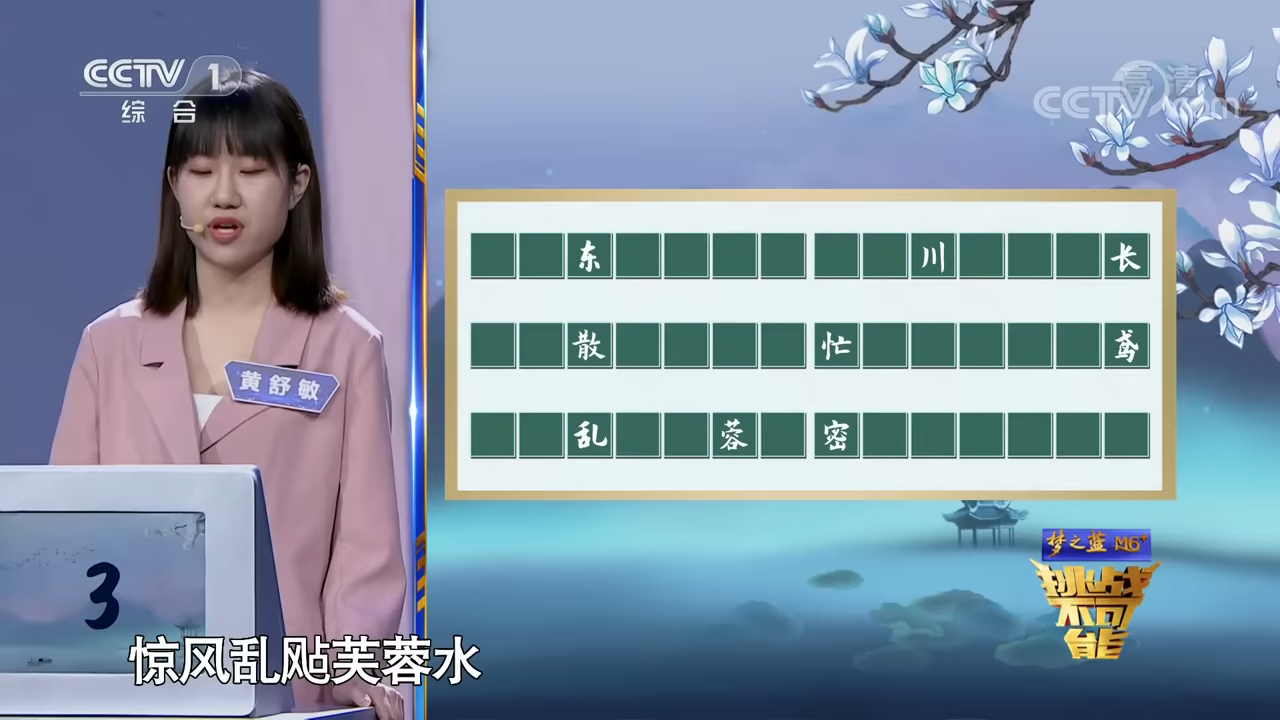 CCTV 1
综合
高清
CCTV.com
东 川 长
散 忙 鸢
乱 蓉 密
黄舒敏
3
梦之蓝 M6+
挑战不可能
惊风乱飐芙蓉水